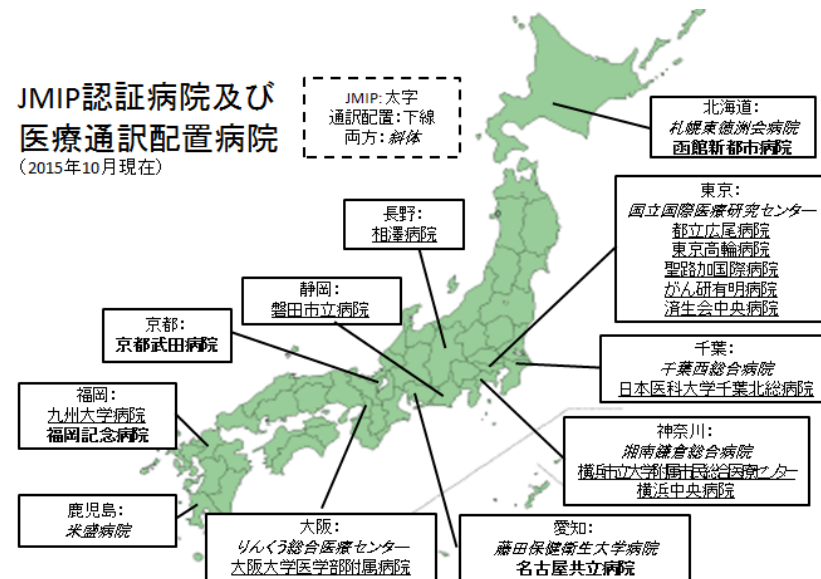 JMIP認証病院及び
医療通訳配置病院
（2015年10月現在）
JMIP：太字
通訳配置：下線
両方：斜体
北海道：
札幌東徳洲会病院
函館新都市病院
東京：
国立国際医療研究センター
都立広尾病院
東京高輪病院
聖路加国際病院
がん研有明病院
済生会中央病院
長野：
相澤病院
静岡：
磐田市立病院
京都：
京都武田病院
千葉：
千葉西総合病院
日本医科大学千葉北総病院
福岡：
九州大学病院
福岡記念病院
神奈川：
湘南鎌倉総合病院
横浜市立大学附属市民総合医療センター
横浜中央病院
鹿児島：
米盛病院
大阪：
りんくう総合医療センター
大阪大学医学部附属病院
愛知：
藤田保健衛生大学病院
名古屋共立病院